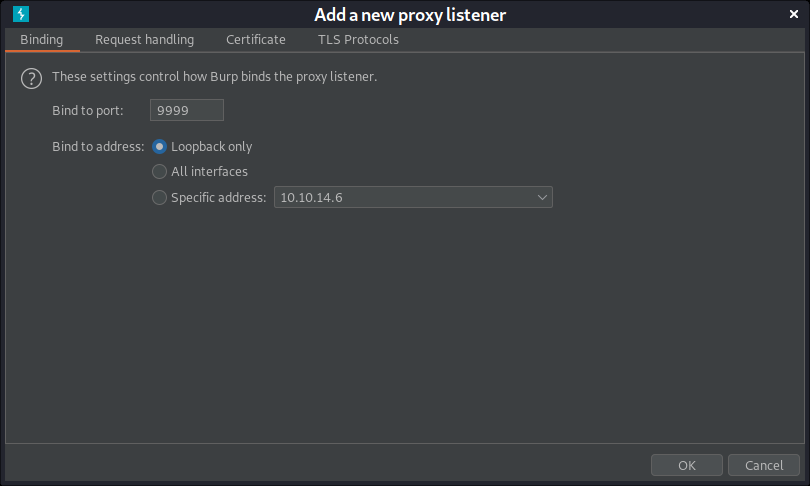 Add a new proxy listener
Binding Request handling Certificate TLS Protocols
These settings control how Burp binds the proxy listener.
Bind to port: 9999
Bind to address: Loopback only
All interfaces
Specific address: 10.10.14.6
OK Cancel